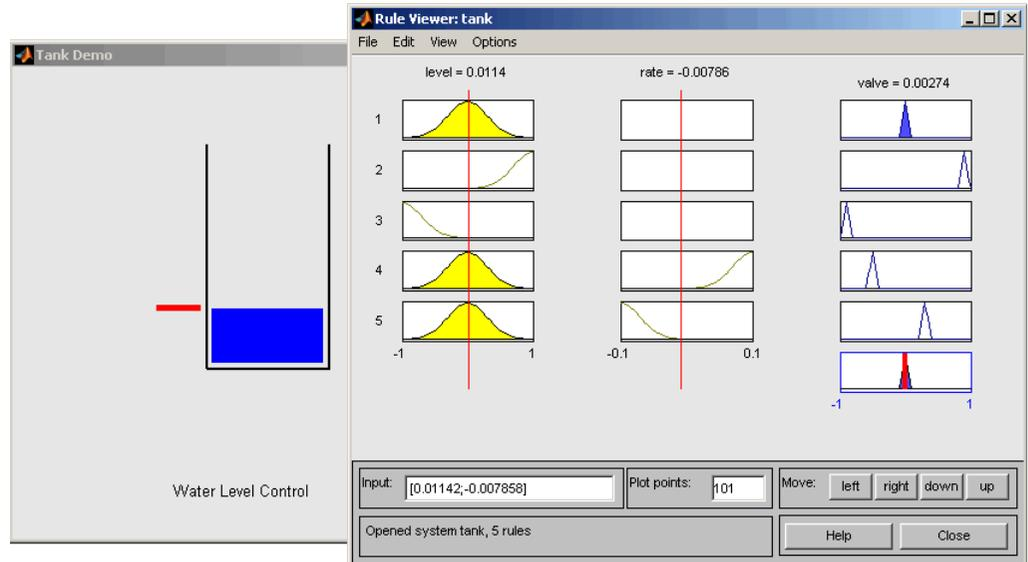 Tank Demo
Water Level Control
Rule Viewer: tank
File Edit View Options
level = 0.0114
rate = -0.00786
valve = 0.00274
1
2
3
4
5
-1 1
-0.1 0.1
-1 1
Input: [0.01142;-0.007858]
Plot points: 101
Move: left right down up
Opened system tank, 5 rules
Help Close